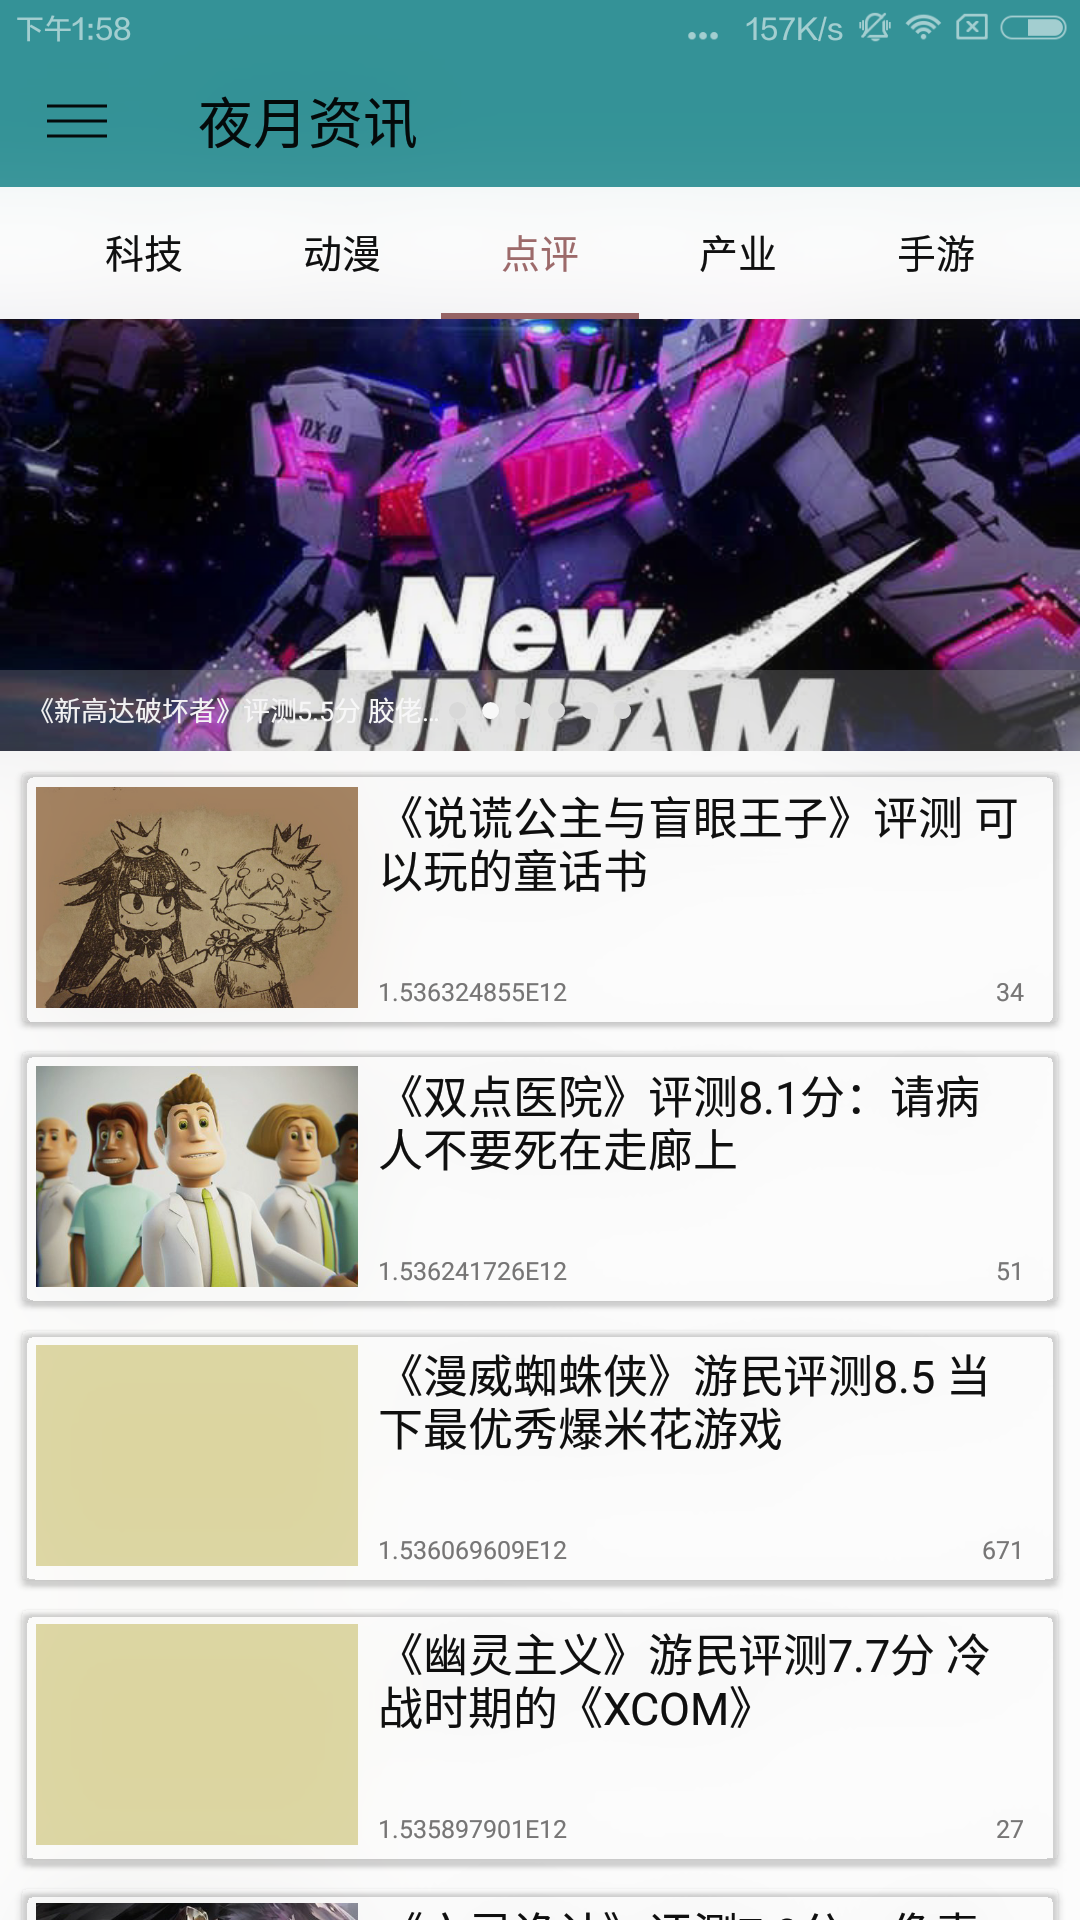 下午1:58
... 157K/s
夜月资讯
科技 动漫 点评 产业 手游
RX-0
AE
New
GUNDAM
《新高达破坏者》评测5.5分 胶佬...
《说谎公主与盲眼王子》评测 可
以玩的童话书
1.536324855E12 34
《双点医院》评测8.1分：请病
人不要死在走廊上
1.536241726E12 51
《漫威蜘蛛侠》游民评测8.5 当
下最优秀爆米花游戏
1.536069609E12 671
《幽灵主义》游民评测7.7分 冷
战时期的《XCOM》
1.535897901E12 27